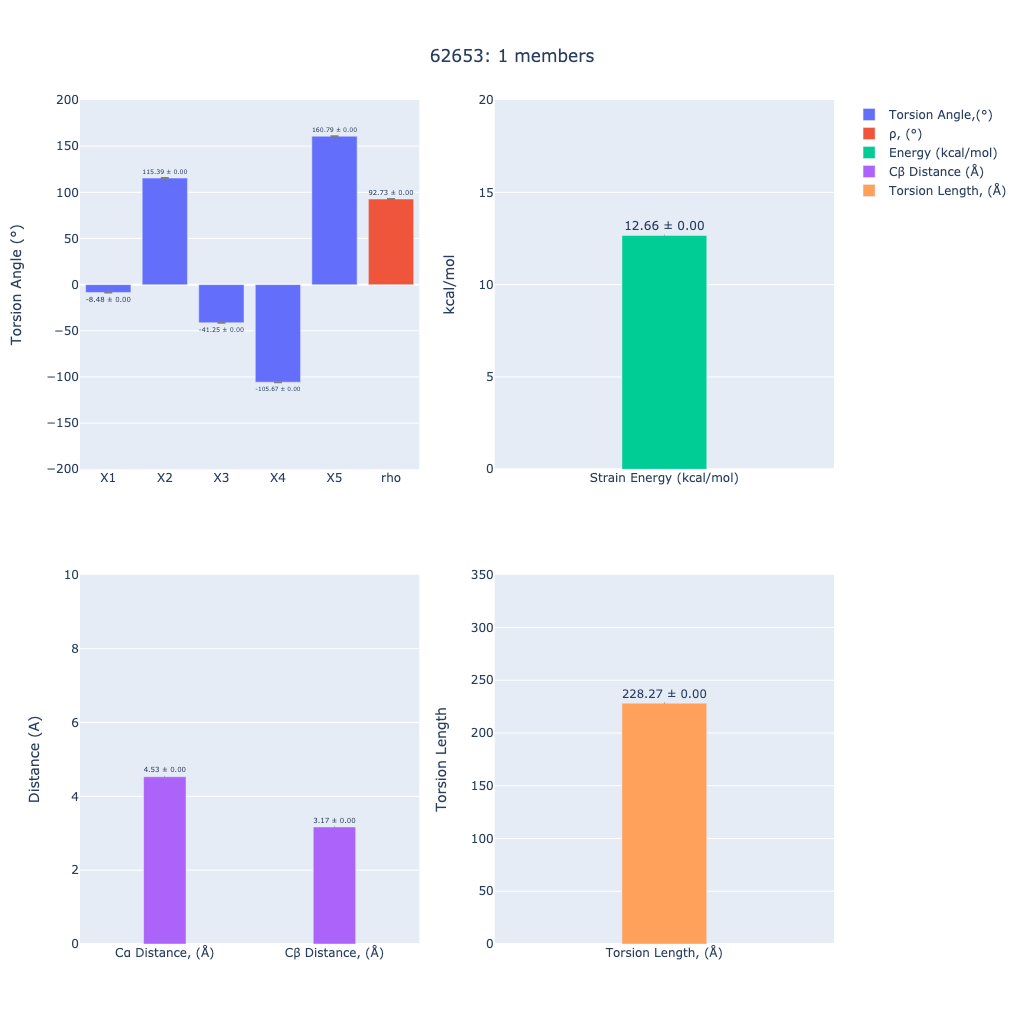 62653: 1 members
Torsion Angle (°)
200
150
100
50
0
−50
−100
−150
−200
-8.48 ± 0.00
115.39 ± 0.00
-41.25 ± 0.00
-105.67 ± 0.00
160.79 ± 0.00
92.73 ± 0.00
X1 X2 X3 X4 X5 rho
kcal/mol
20
15
10
5
0
12.66 ± 0.00
Strain Energy (kcal/mol)
Torsion Angle,(°)
ρ, (°)
Energy (kcal/mol)
Cβ Distance (Å)
Torsion Length, (Å)
Distance (A)
10
8
6
4
2
0
4.53 ± 0.00
3.17 ± 0.00
Cα Distance, (Å) Cβ Distance, (Å)
Torsion Length
350
300
250
200
150
100
50
0
228.27 ± 0.00
Torsion Length, (Å)